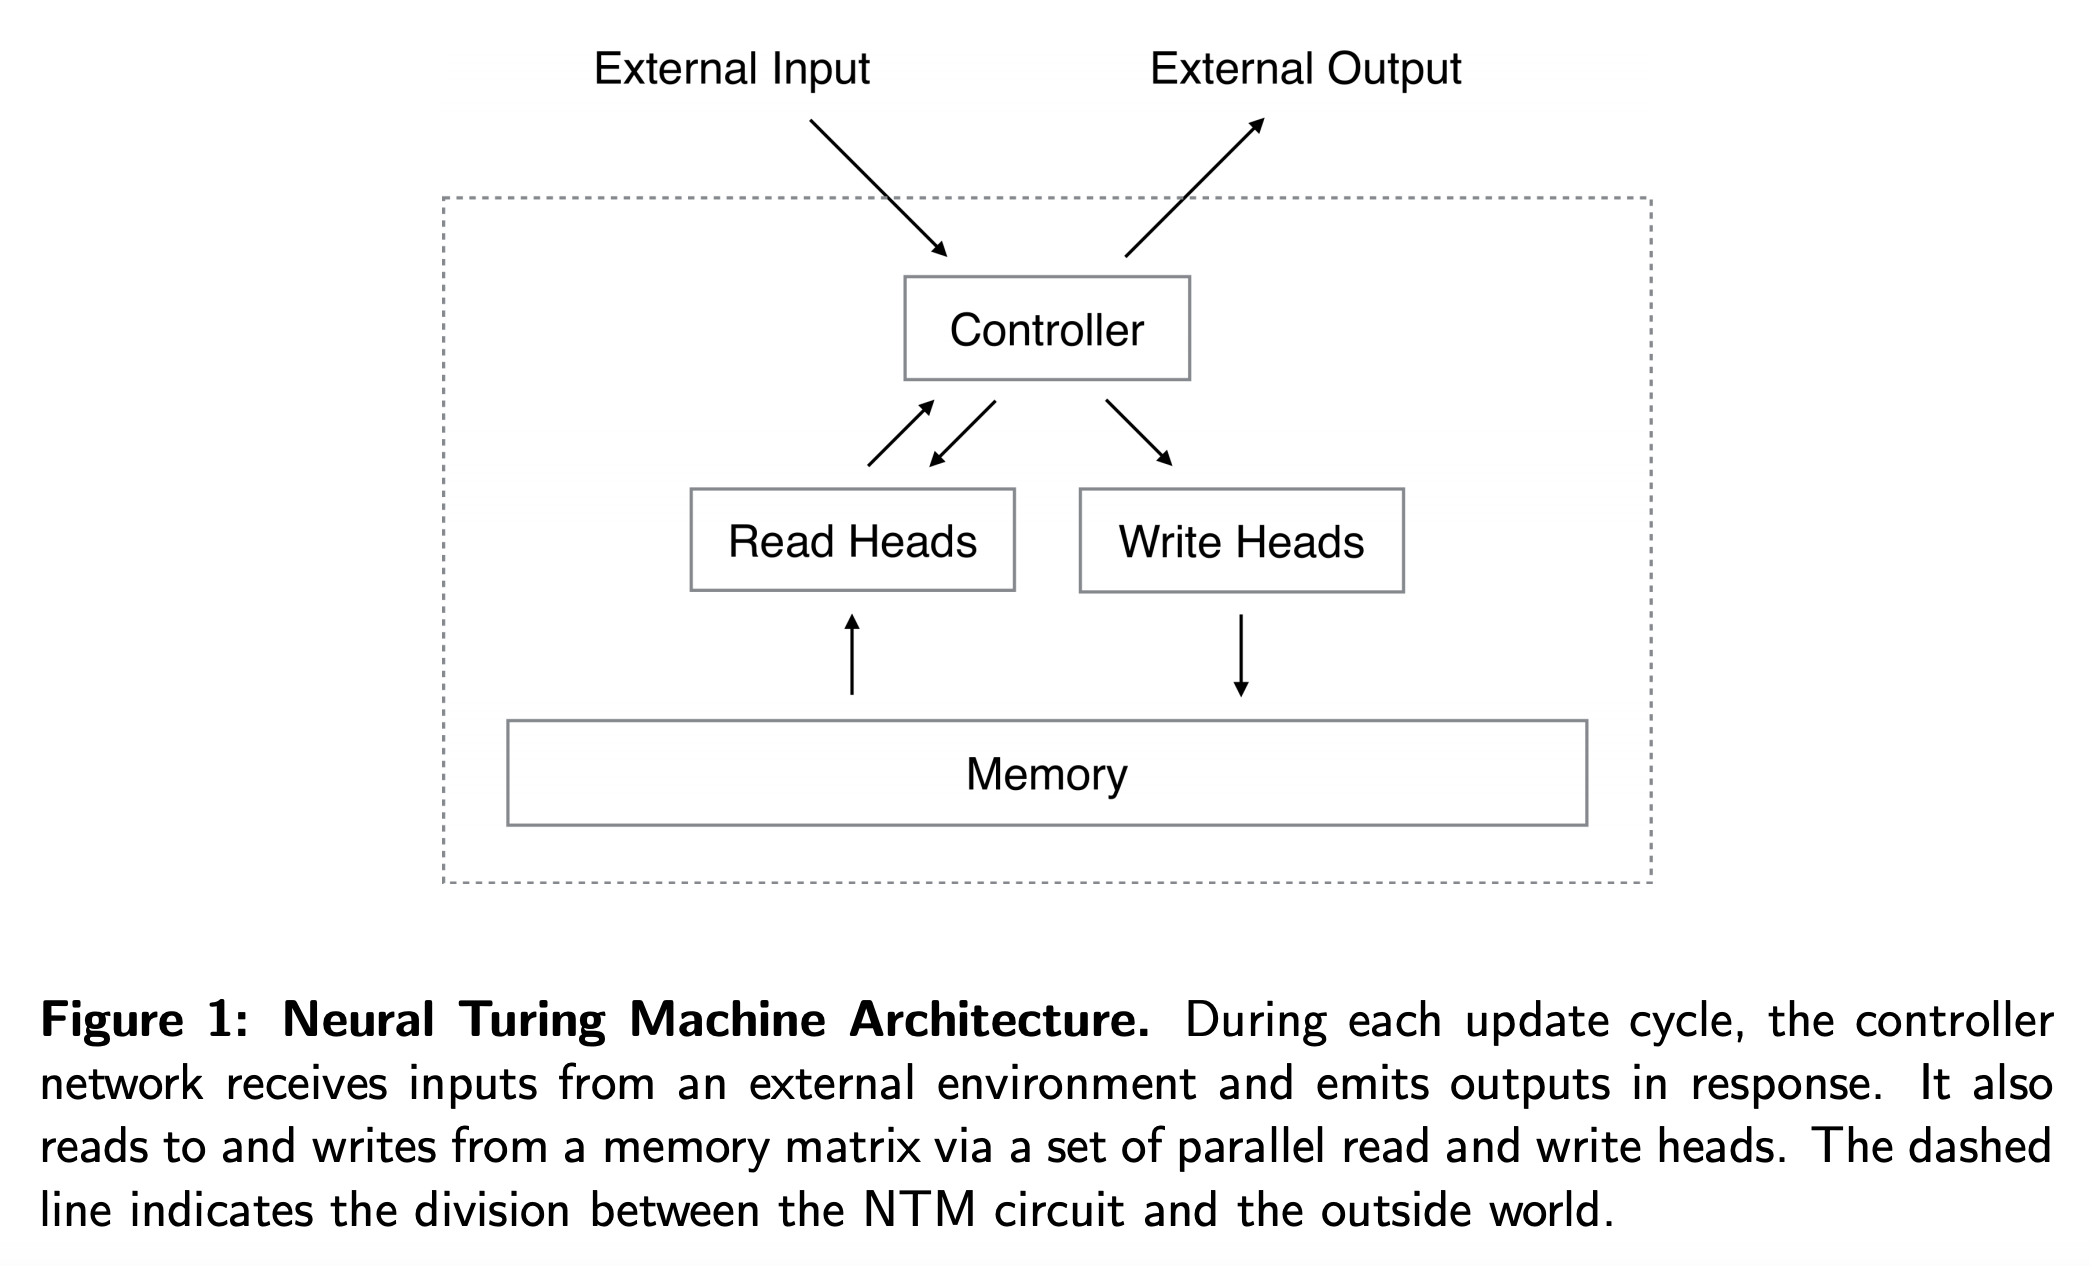 External Input
External Output
Controller
Read Heads
Write Heads
Memory
Figure 1: Neural Turing Machine Architecture. During each update cycle, the controller
network receives inputs from an external environment and emits outputs in response. It also
reads to and writes from a memory matrix via a set of parallel read and write heads. The dashed
line indicates the division between the NTM circuit and the outside world.